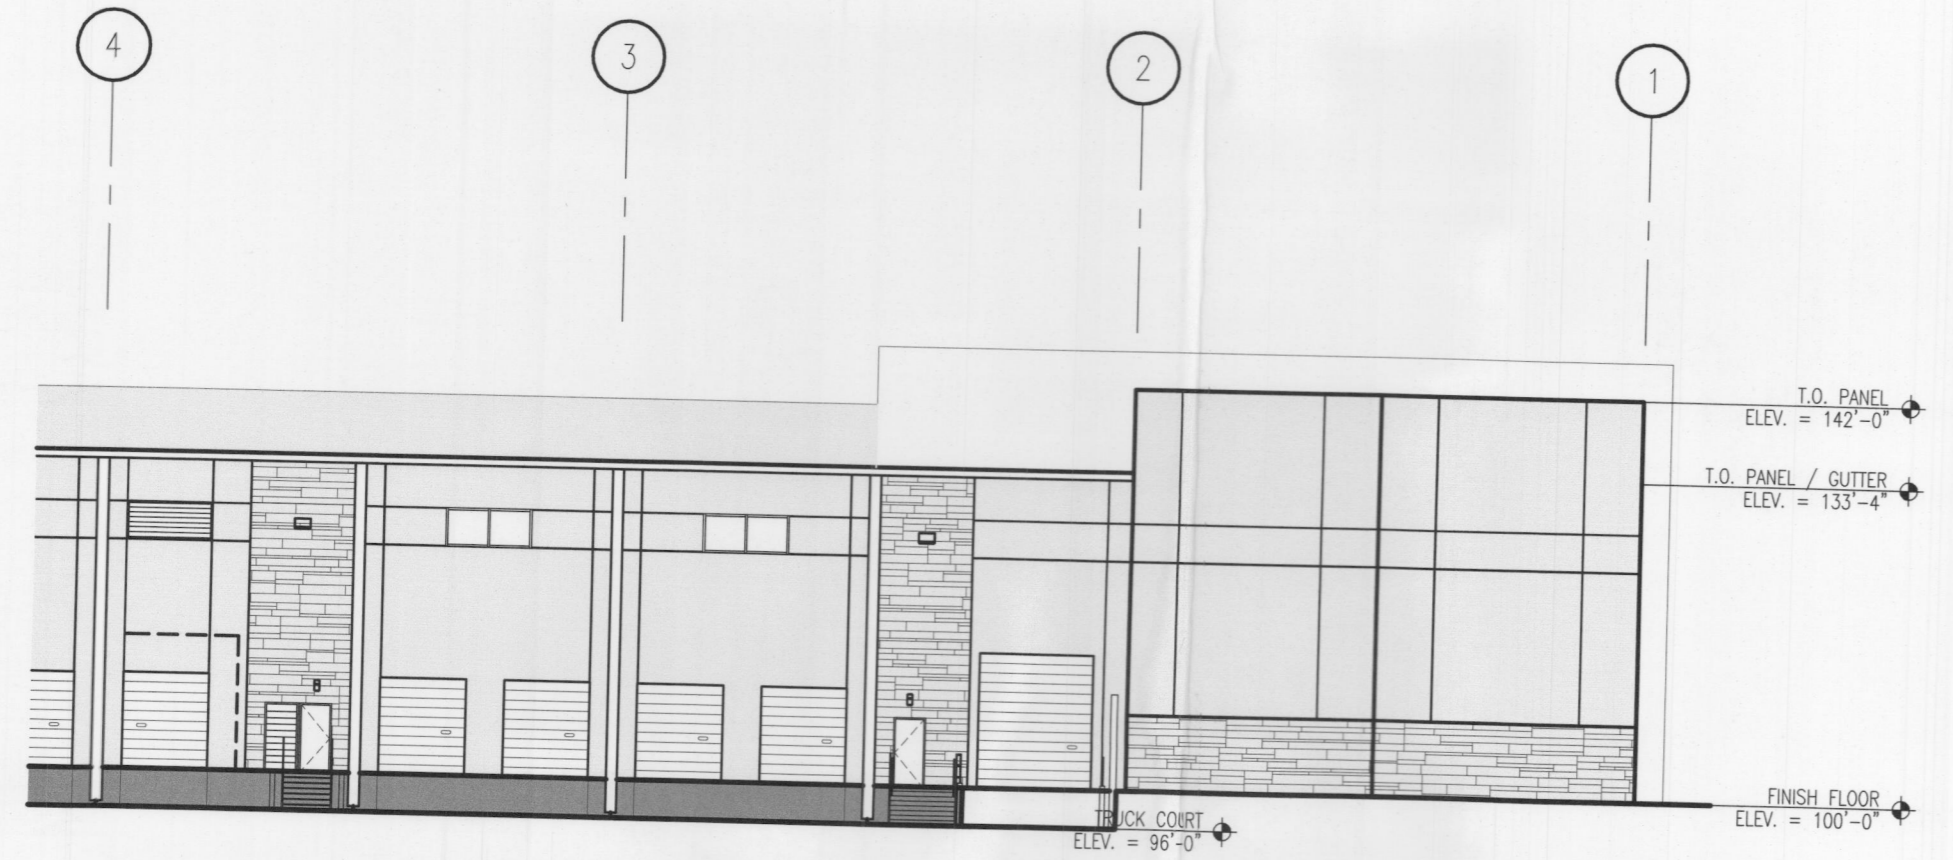 4
3
2
1
T.O. PANEL
ELEV. = 142'-0"
T.O. PANEL / GUTTER
ELEV. = 133'-4"
FINISH FLOOR
ELEV. = 100'-0"
TRUCK COURT
ELEV. = 96'-0"